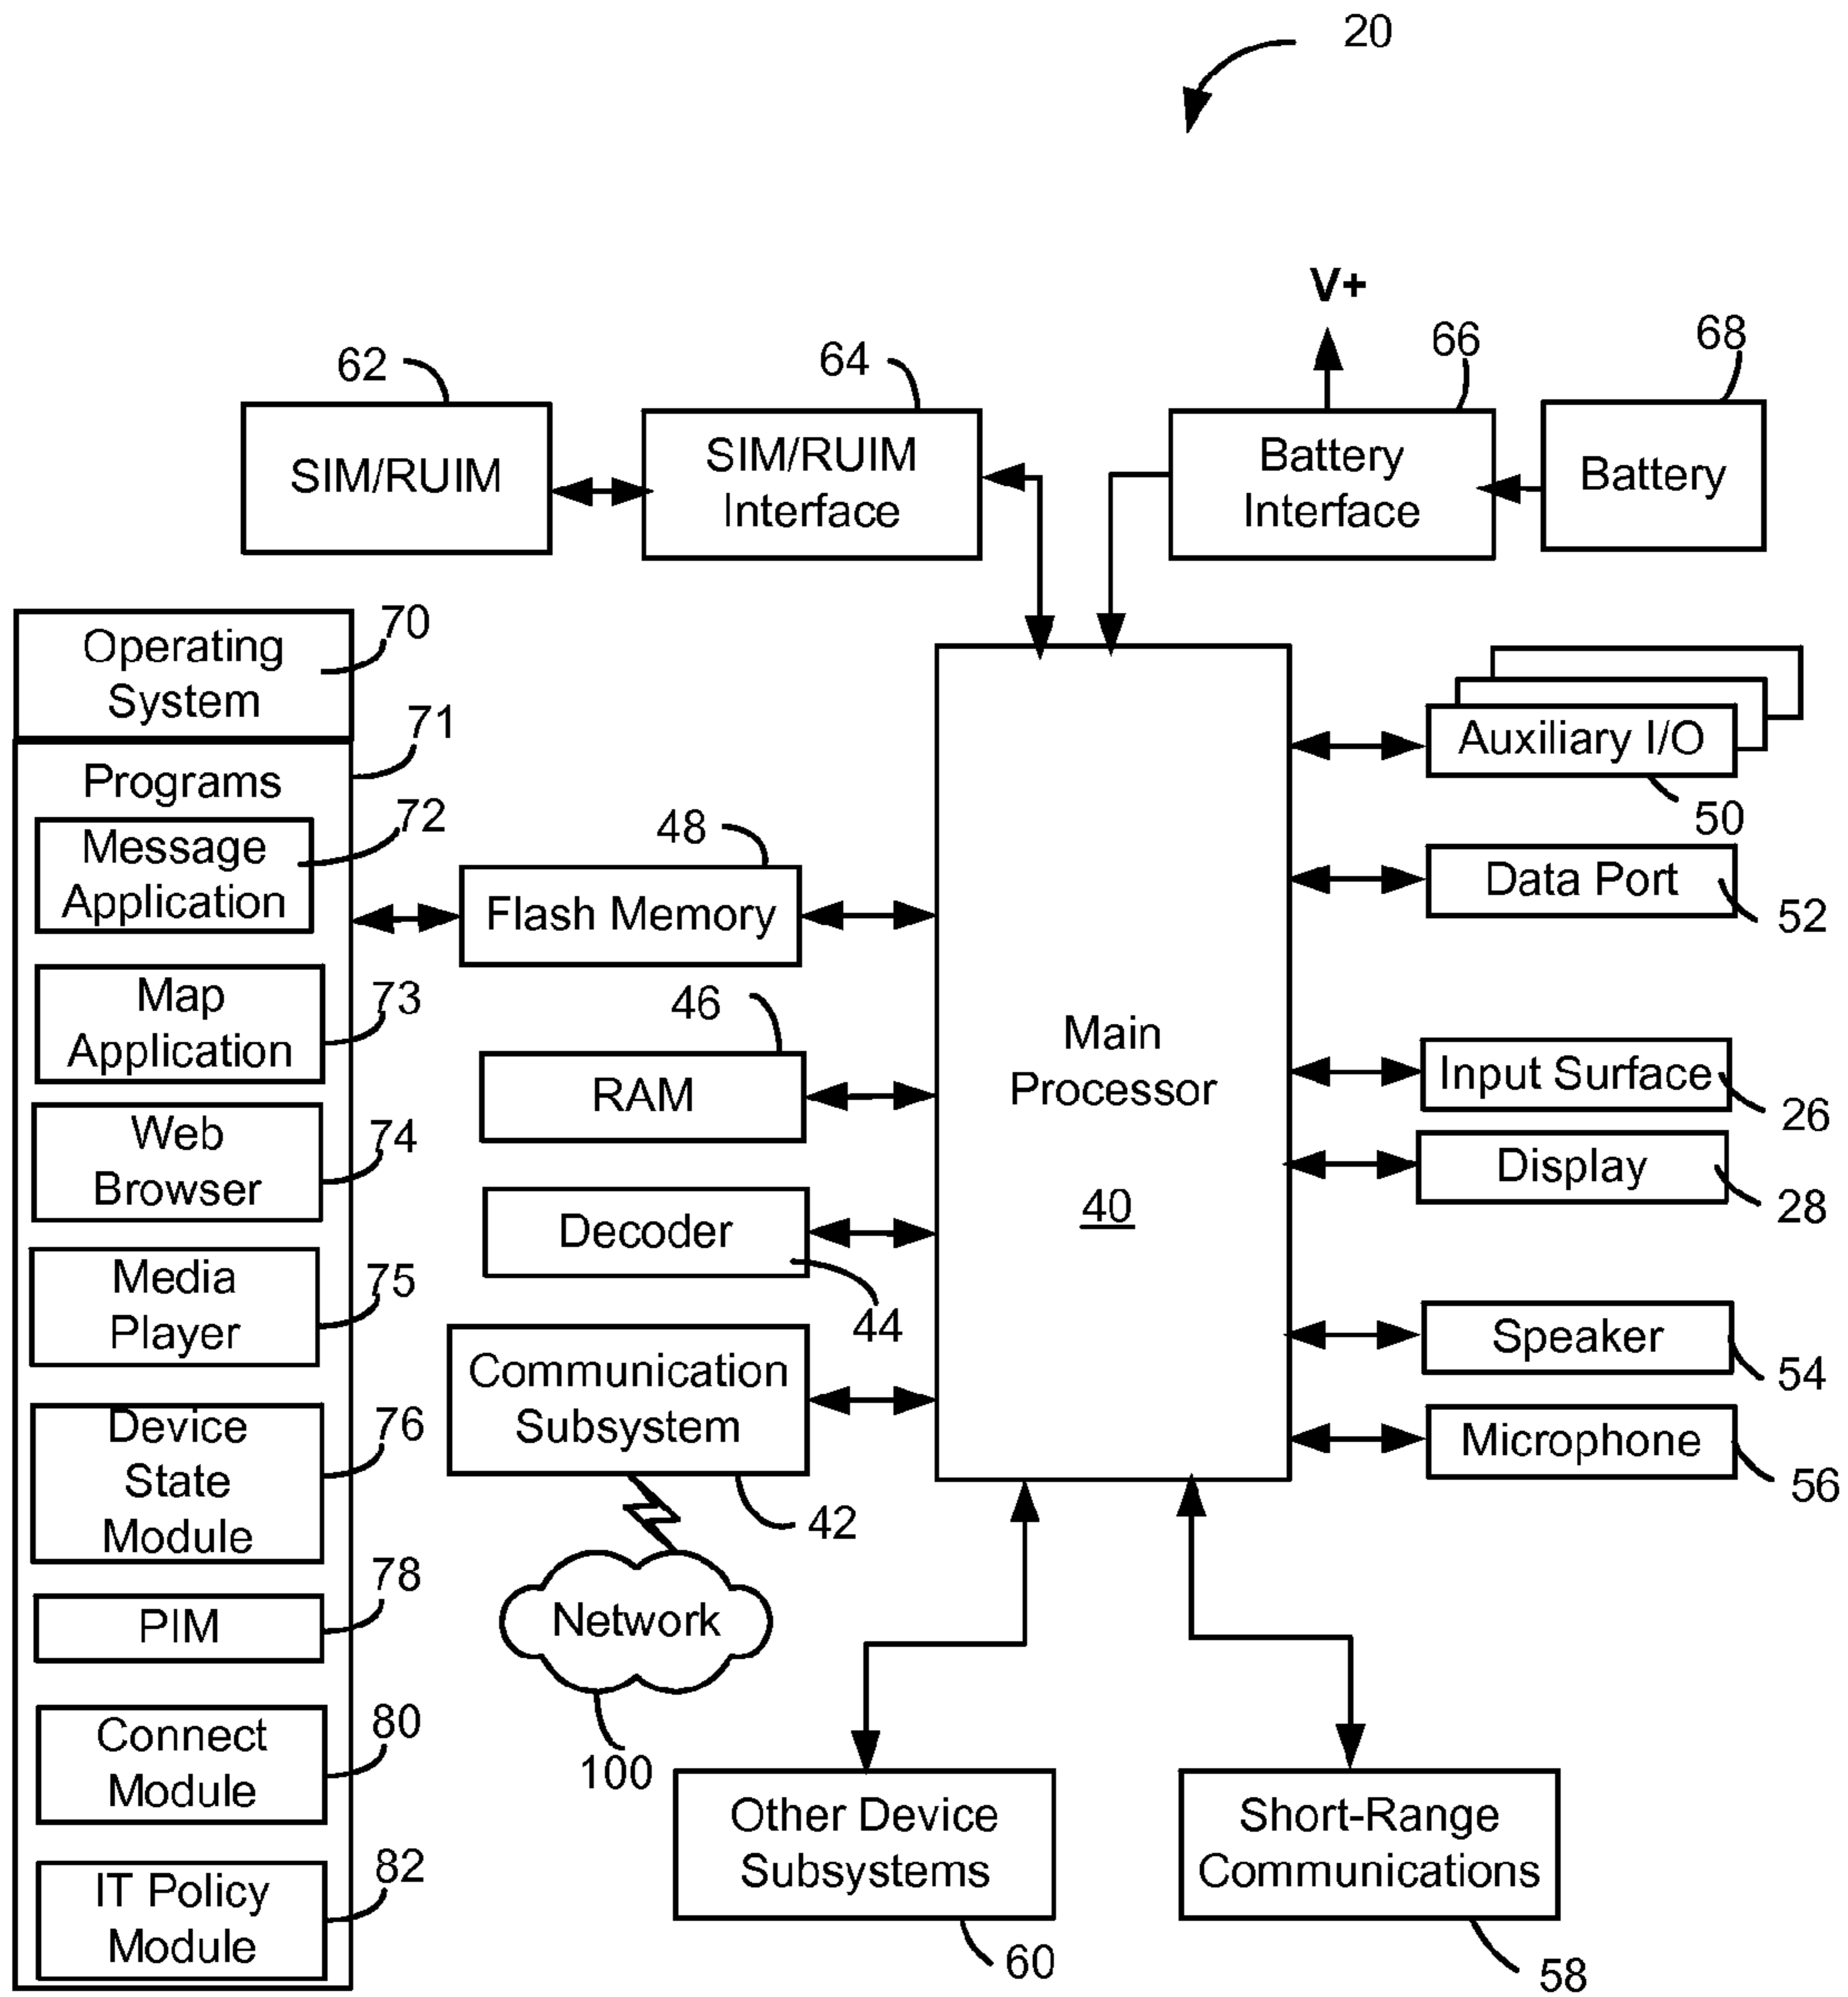 20
V+
62
64
66
68
SIM/RUIM
SIM/RUIM
Interface
Battery
Interface
Battery
Operating
System
70
Programs
71
Message
Application
72
Map
Application
73
Web
Browser
74
Media
Player
75
Device
State
Module
76
PIM
78
Connect
Module
80
IT Policy
Module
82
48
Flash Memory
46
RAM
Decoder
44
Communication
Subsystem
42
Network
100
Main
Processor
40
Auxiliary I/O
50
Data Port
52
Input Surface
26
Display
28
Speaker
54
Microphone
56
Other Device
Subsystems
60
Short-Range
Communications
58